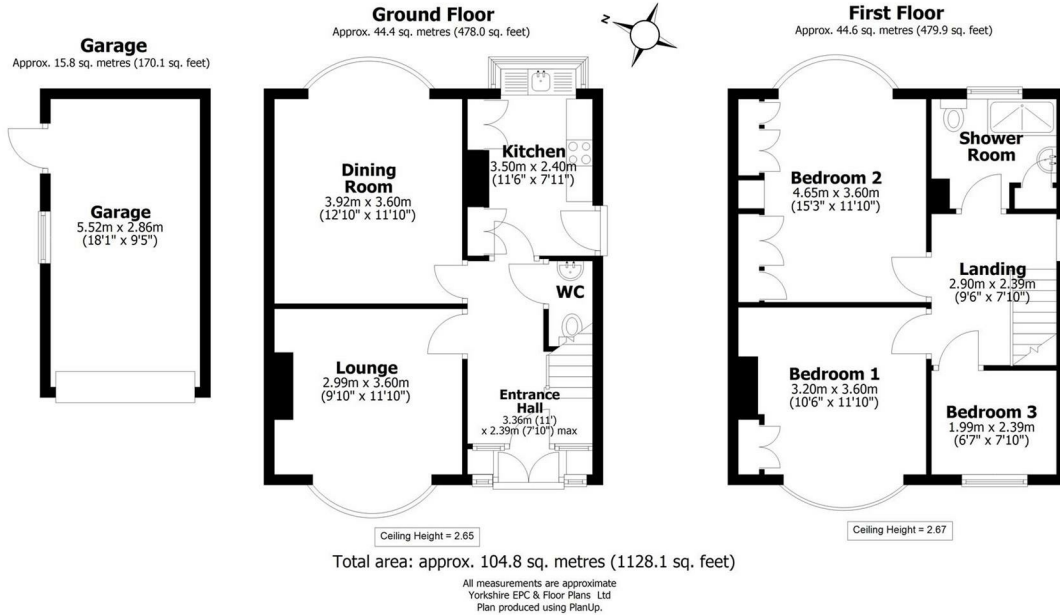 Garage
Approx. 15.8 sq. metres (170.1 sq. feet)
Garage
5.52m x 2.86m
(18'1" x 9'5")
Ground Floor
Approx. 44.4 sq. metres (478.0 sq. feet)
N
Dining
Room
3.92m x 3.60m
(12'10" x 11'10")
Kitchen
3.50m x 2.40m
(11'6" x 7'11")
WC
Lounge
2.99m x 3.60m
(9'10" x 11'10")
Entrance
Hall
3.36m (11')
x 2.39m (7'10") max
Ceiling Height = 2.65
First Floor
Approx. 44.6 sq. metres (479.9 sq. feet)
Shower
Room
Bedroom 2
4.65m x 3.60m
(15'3" x 11'10")
Landing
2.90m x 2.39m
(9'6" x 7'10")
Bedroom 1
3.20m x 3.60m
(10'6" x 11'10")
Bedroom 3
1.99m x 2.39m
(6'7" x 7'10")
Ceiling Height = 2.67
Total area: approx. 104.8 sq. metres (1128.1 sq. feet)
All measurements are approximate
Yorkshire EPC & Floor Plans Ltd
Plan produced using PlanUp.